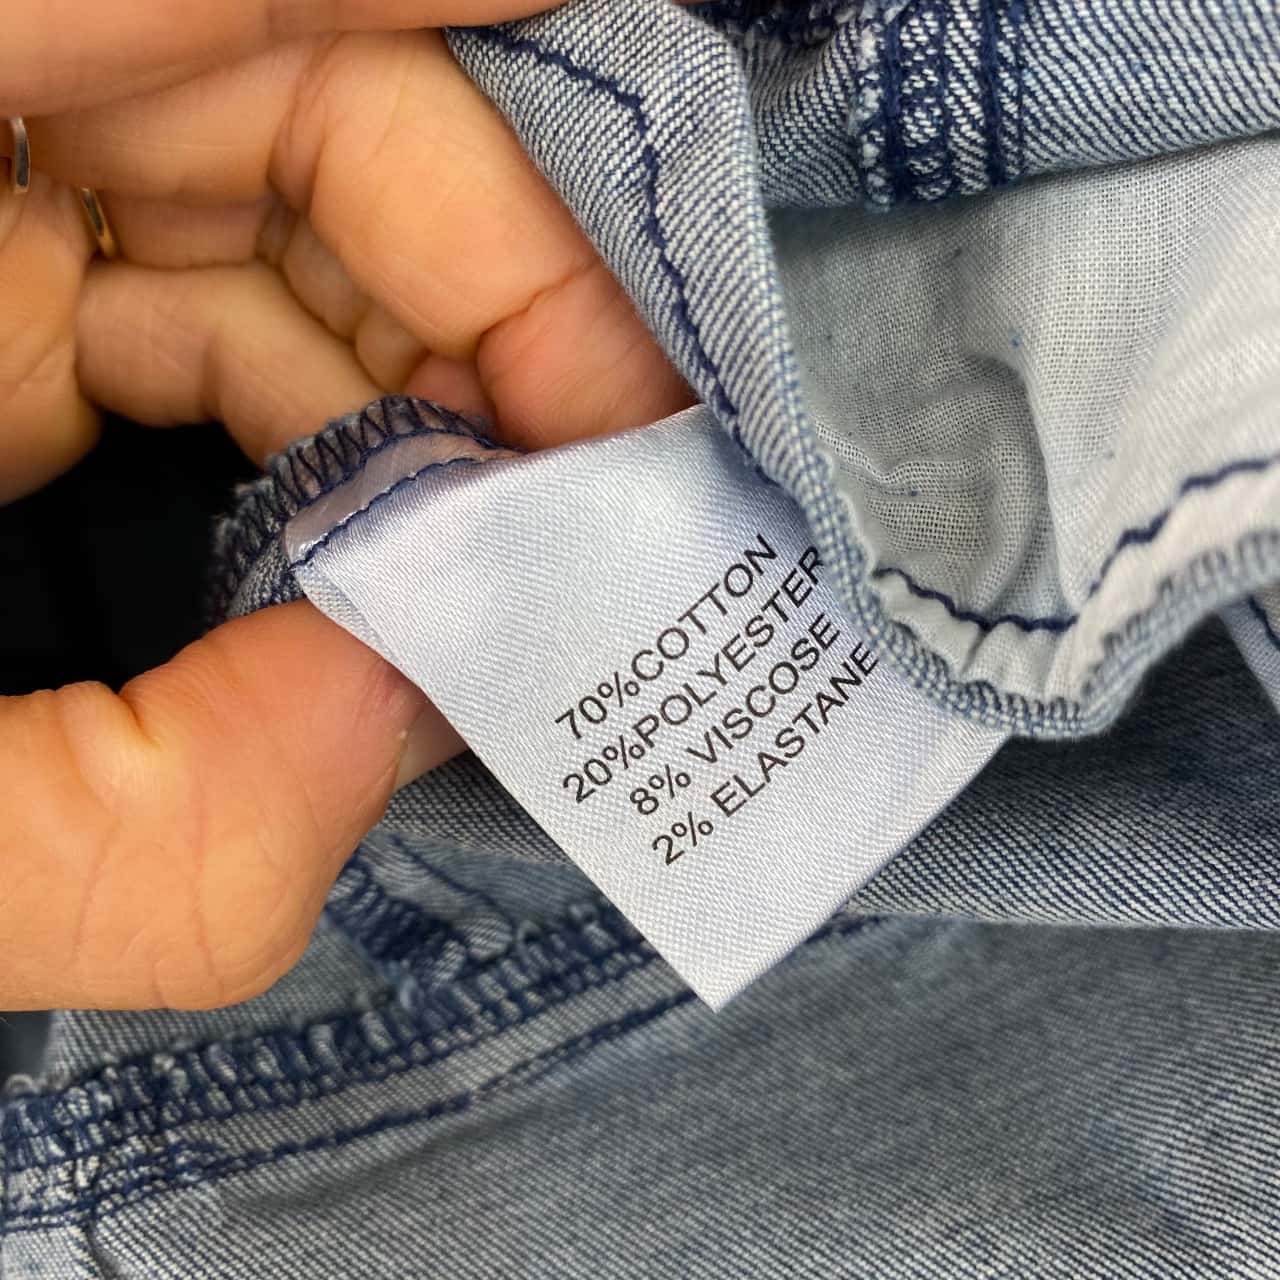 70%COTTON
20%POLYESTER
8% VISCOSE
2% ELASTANE